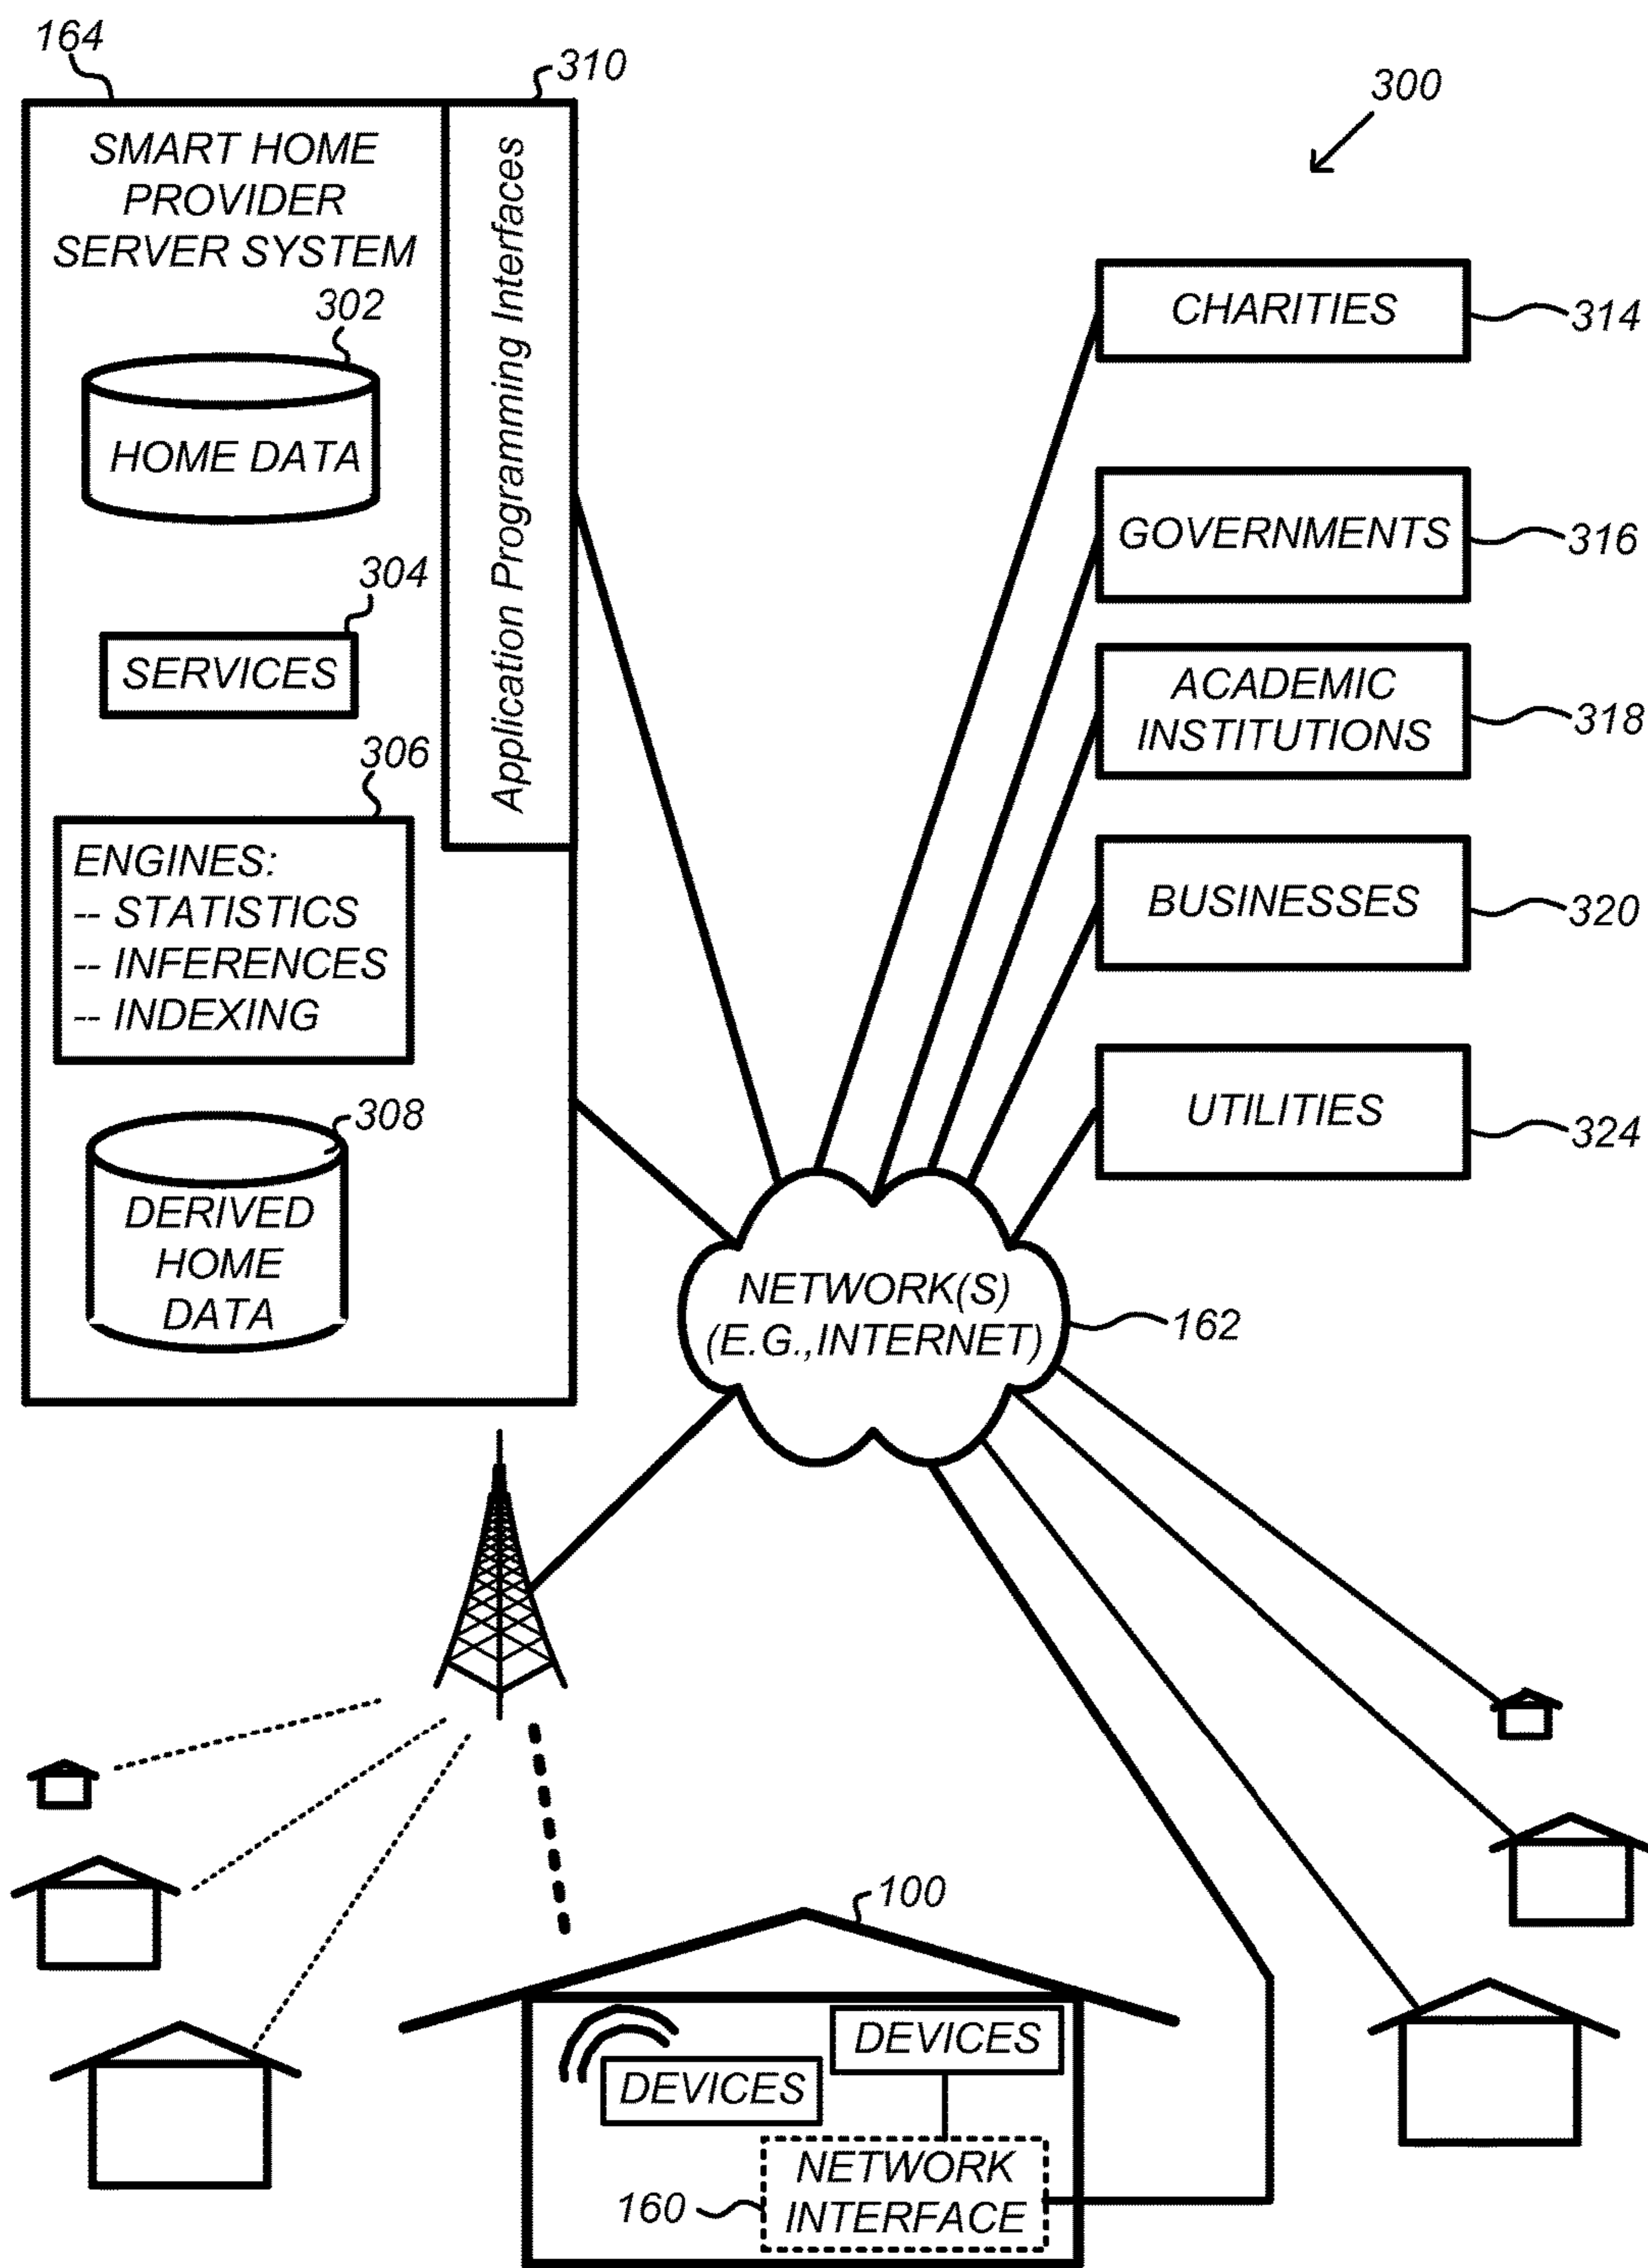 164
310
300
SMART HOME
PROVIDER
SERVER SYSTEM
Application Programming Interfaces
302
HOME DATA
304
SERVICES
306
ENGINES:
-- STATISTICS
-- INFERENCES
-- INDEXING
308
DERIVED
HOME
DATA
CHARITIES
314
GOVERNMENTS
316
ACADEMIC
INSTITUTIONS
318
BUSINESSES
320
UTILITIES
324
NETWORK(S)
(E.G.,INTERNET)
162
100
DEVICES
DEVICES
NETWORK
INTERFACE
160